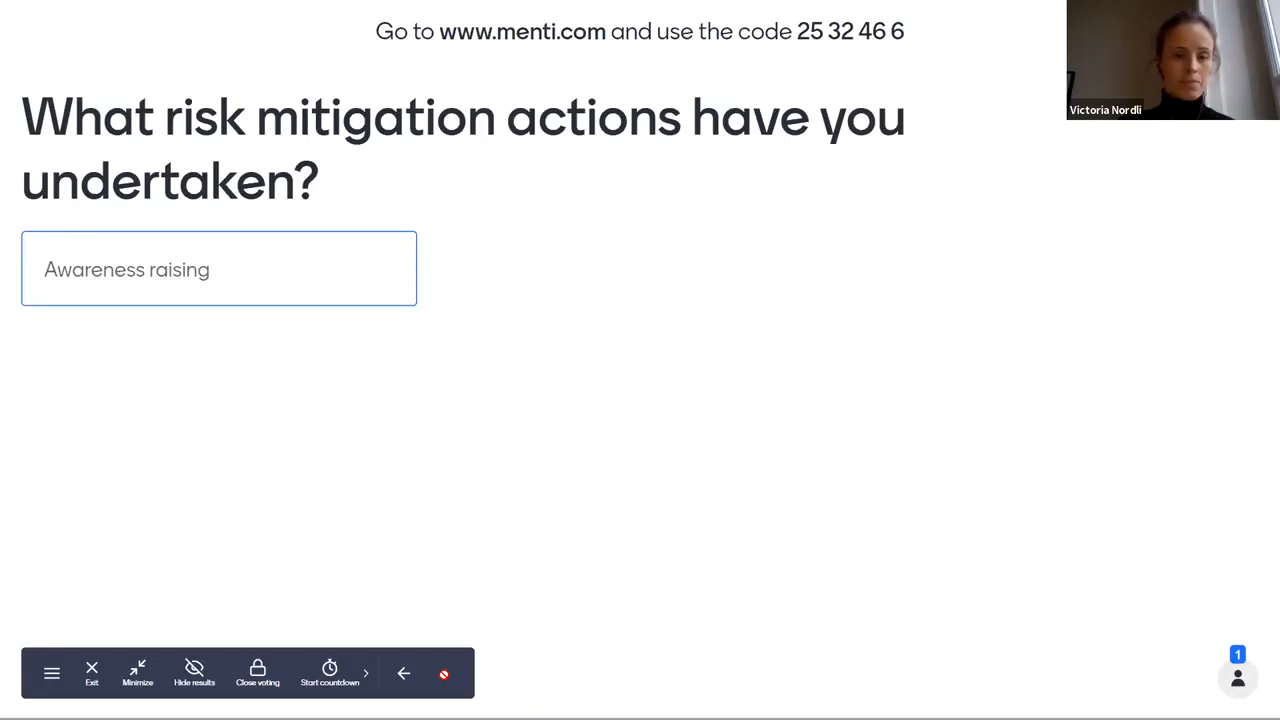 Go to www.menti.com and use the code 25 32 46 6
Victoria Nordli
What risk mitigation actions have you
undertaken?
Awareness raising
Exit
Minimize
Hide results
Close voting
Start countdown
1